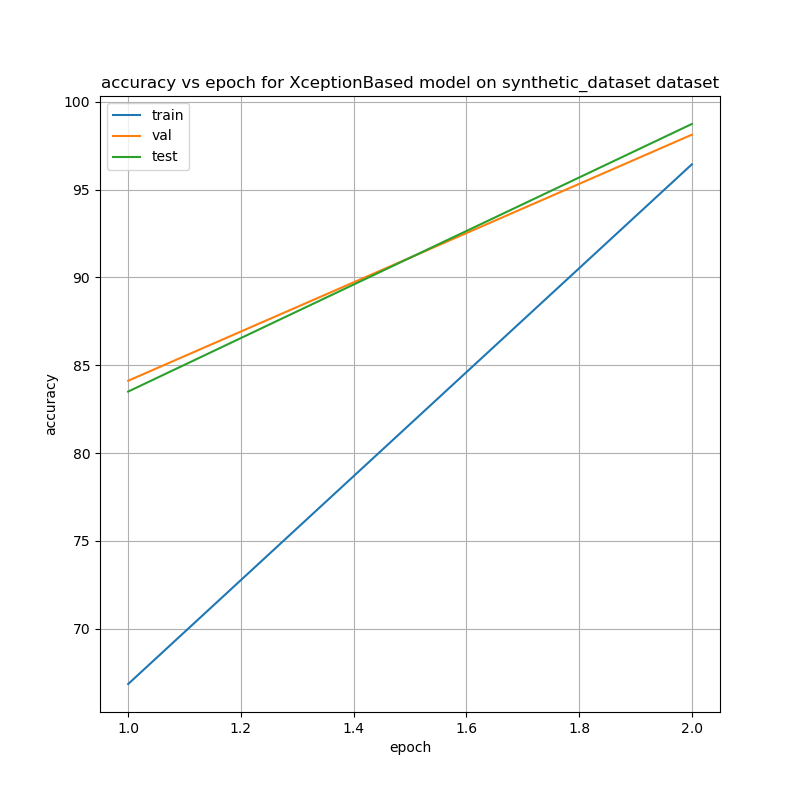 accuracy vs epoch for XceptionBased model on synthetic_dataset dataset
train
val
test
100
95
90
85
80
75
70
accuracy
1.0 1.2 1.4 1.6 1.8 2.0
epoch